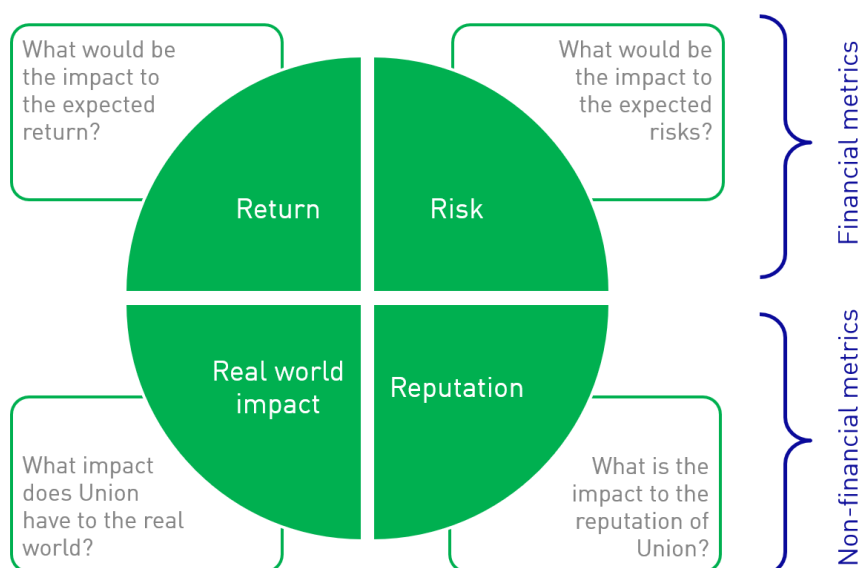 What would be
the impact to
the expected
return?
What would be
the impact to
the expected
risks?
Return
Risk
Financial metrics
Real world
impact
Reputation
What impact
does Union
have to the real
world?
What is the
impact to the
reputation of
Union?
Non-financial metrics